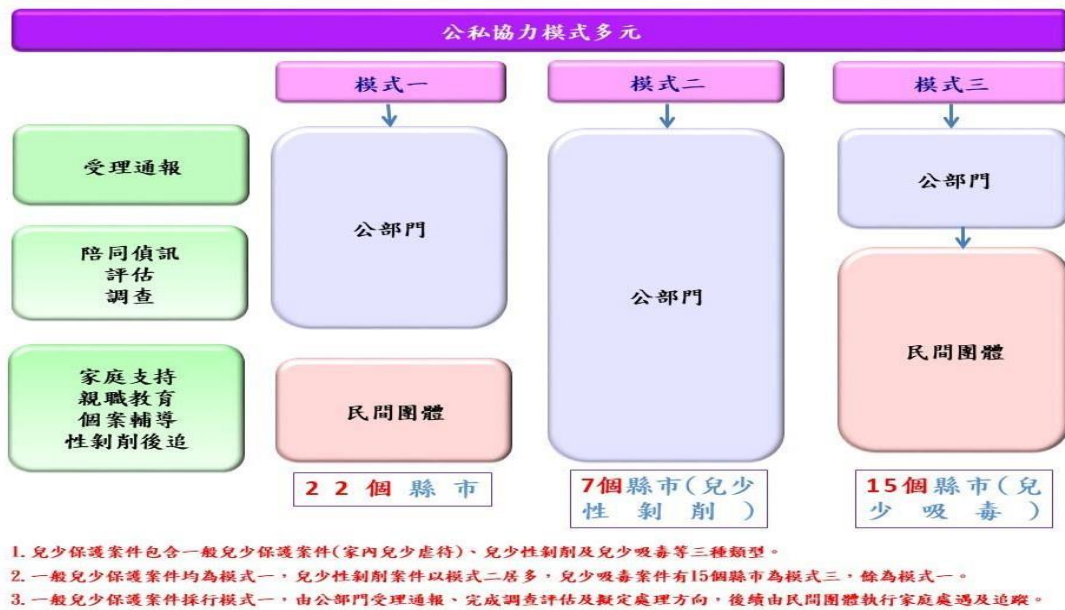 公私協力模式多元
模式一
模式二
模式三
受理通報
陪同偵訊
評估
調查
家庭支持
親職教育
個案輔導
性剝削後追
公部門
民間團體
公部門
公部門
民間團體
22個縣市
7個縣市(兒少
性剝削)
15個縣市(兒
少吸毒)
1. 兒少保護案件包含一般兒少保護案件(家內兒少虐待)、兒少性剝削及兒少吸毒等三種類型。
2. 一般兒少保護案件均為模式一，兒少性剝削案件以模式二居多，兒少吸毒案件有15個縣市為模式三，餘為模式一。
3. 一般兒少保護案件採行模式一，由公部門受理通報、完成調查評估及擬定處理方向，後續由民間團體執行家庭處遇及追蹤。